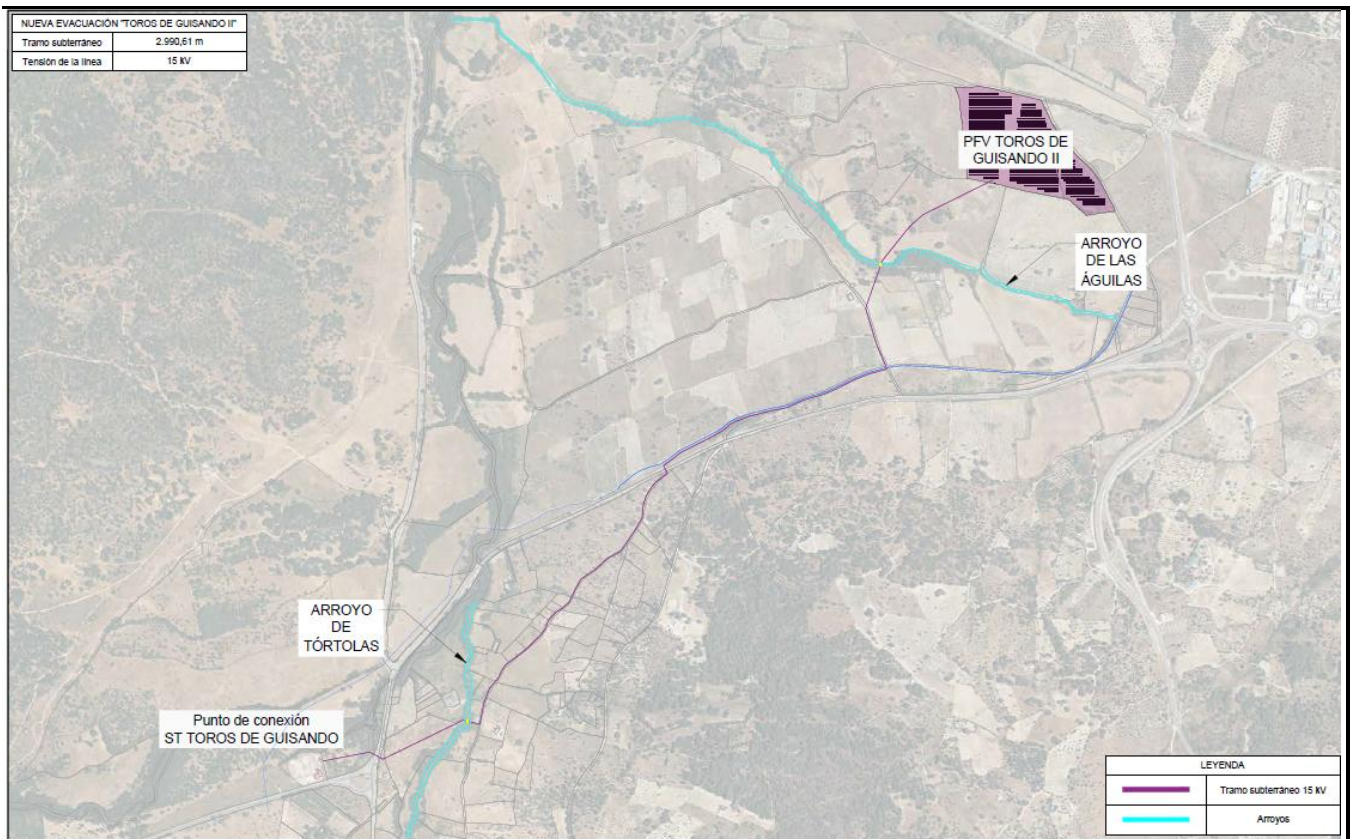 NUEVA EVACUACIÓN "TOROS DE GUISANDO II"
Tramo subterráneo 2.990,61 m
Tensión de la línea 15 kV
PFV TOROS DE
GUISANDO II
ARROYO
DE LAS
ÁGUILAS
ARROYO
DE
TÓRTOLAS
Punto de conexión
ST TOROS DE GUISANDO
LEYENDA
Tramo subterráneo 15 kV
Arroyos